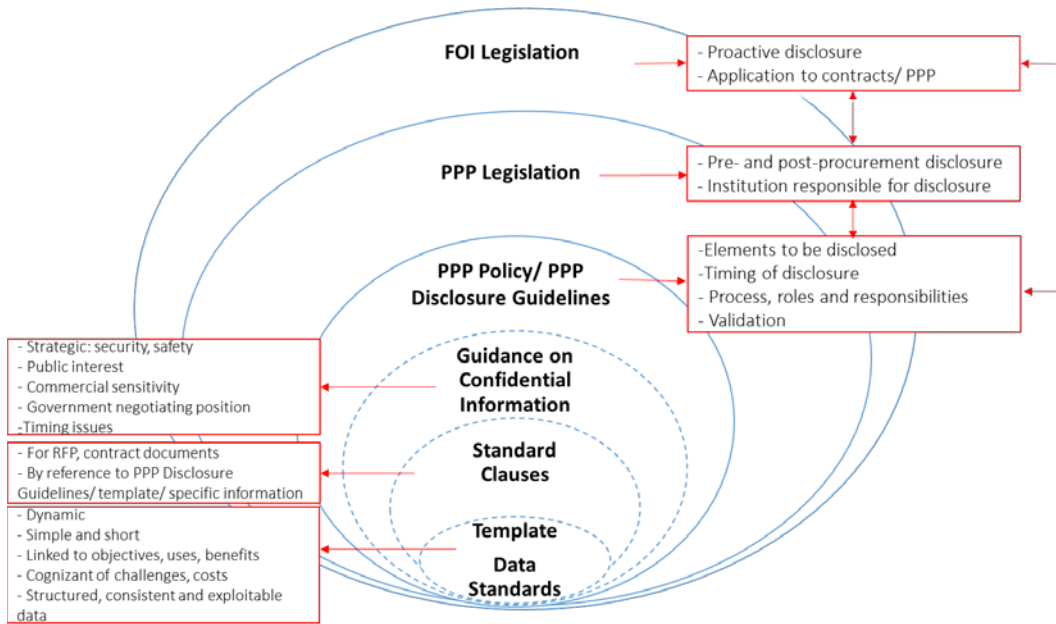 FOI Legislation
- Proactive disclosure
- Application to contracts/ PPP
PPP Legislation
- Pre- and post-procurement disclosure
- Institution responsible for disclosure
PPP Policy/ PPP
Disclosure Guidelines
-Elements to be disclosed
-Timing of disclosure
- Process, roles and responsibilities
- Validation
Guidance on
Confidential
Information
- Strategic: security, safety
- Public interest
- Commercial sensitivity
- Government negotiating position
-Timing issues
Standard
Clauses
- For RFP, contract documents
- By reference to PPP Disclosure
Guidelines/ template/ specific information
Template
Data
Standards
- Dynamic
- Simple and short
- Linked to objectives, uses, benefits
- Cognizant of challenges, costs
- Structured, consistent and exploitable
data